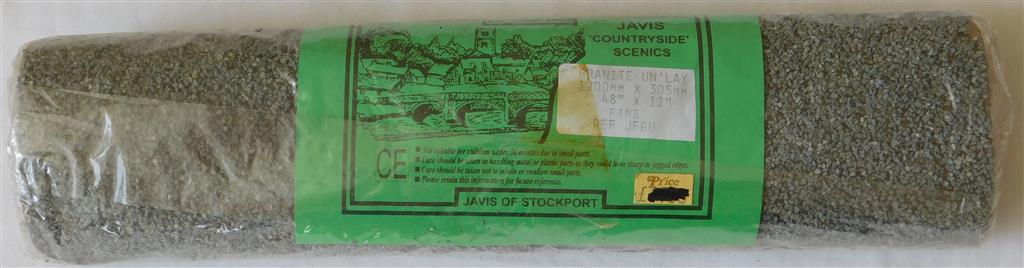 JAVIS
'COUNTRYSIDE'
SCENICS
GRANITE UN'LAY
1200MM X 305MM
48" X 12"
FINE
REF JFGU
CE
■ Not suitable for children under 36 months due to small parts.
■ Care should be taken in handling metal or plastic parts as they could have sharp or jagged edges.
■ Care should be taken not to inhale or swallow small parts.
■ Please retain this information for future reference.
Price
£
JAVIS OF STOCKPORT